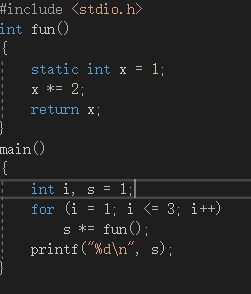 #include <stdio.h>
int fun()
{
static int x = 1;
x *= 2;
return x;
}
main()
{
int i, s = 1;
for (i = 1; i <= 3; i++)
s *= fun();
printf("%d\n", s);
}